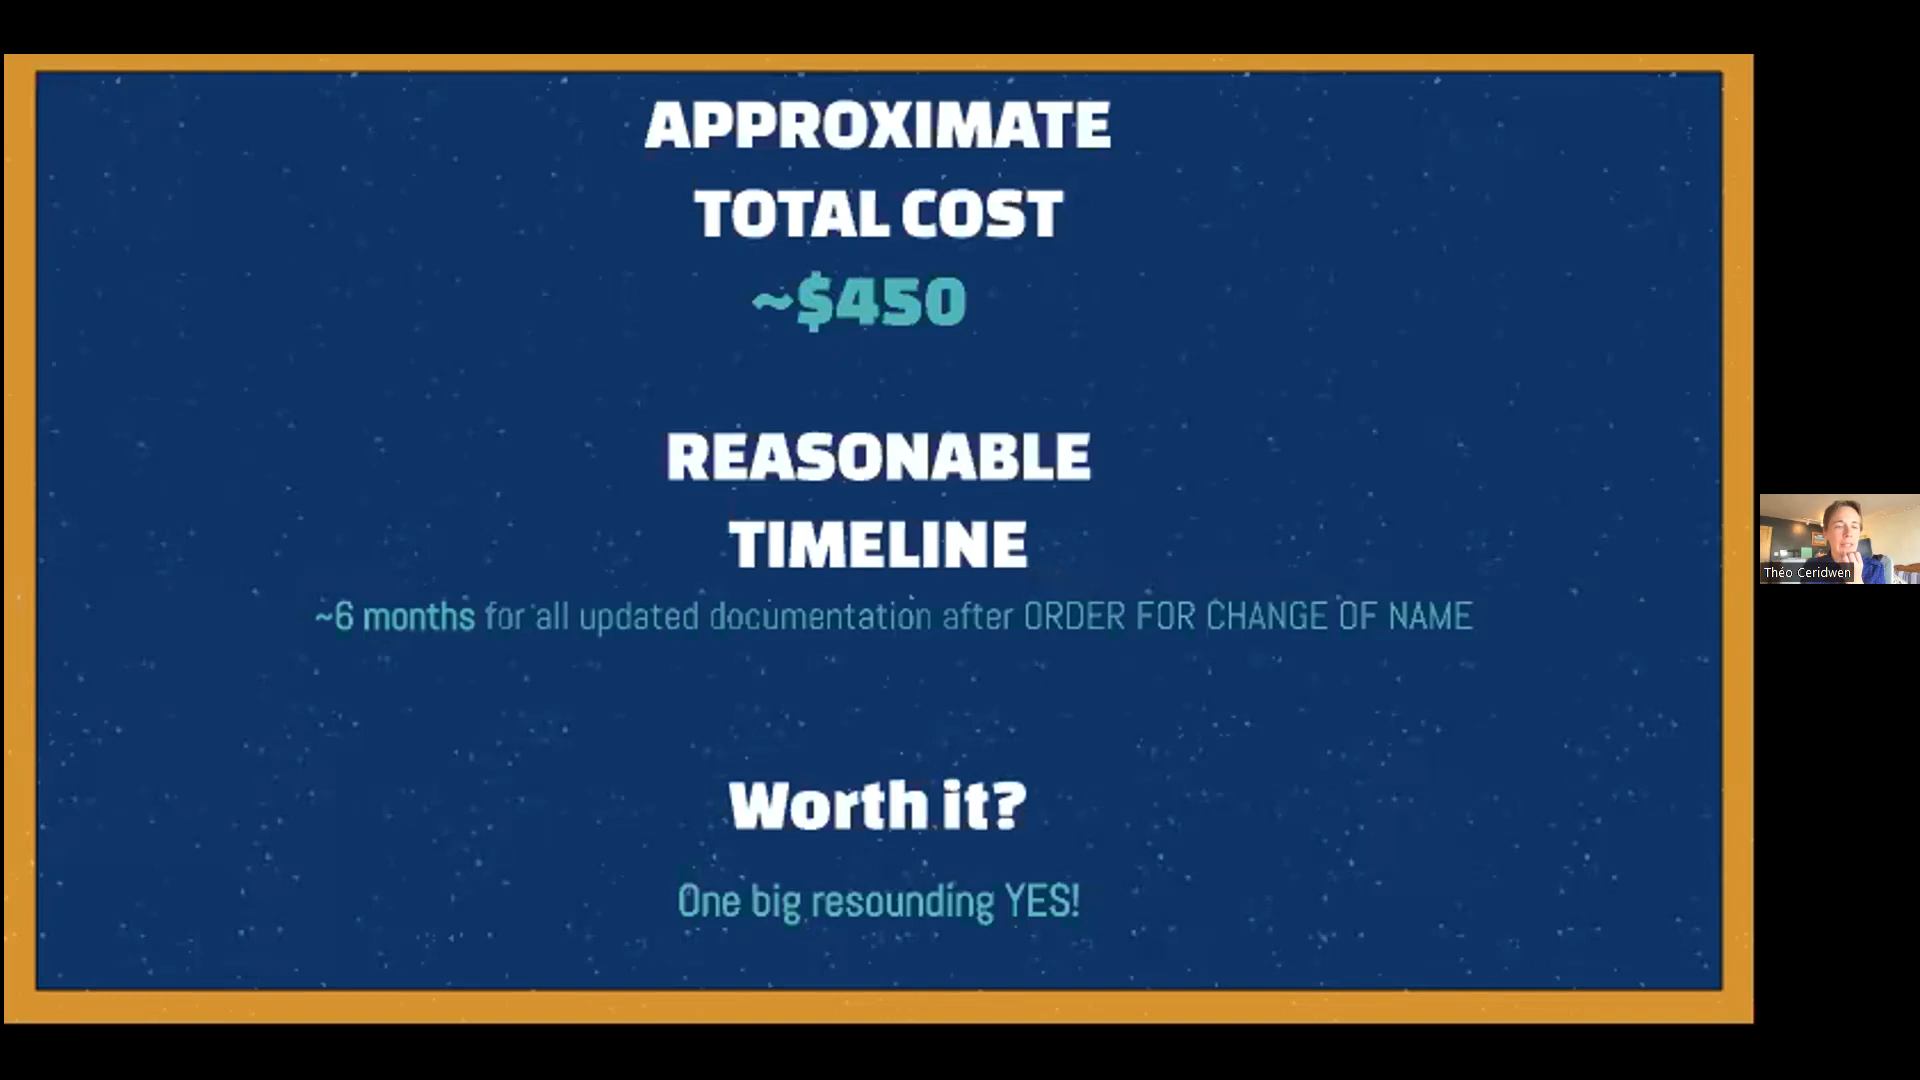 APPROXIMATE
TOTAL COST
~$450
REASONABLE
TIMELINE
~6 months for all updated documentation after ORDER FOR CHANGE OF NAME
Worth it?
One big resounding YES!
Théo Ceridwen